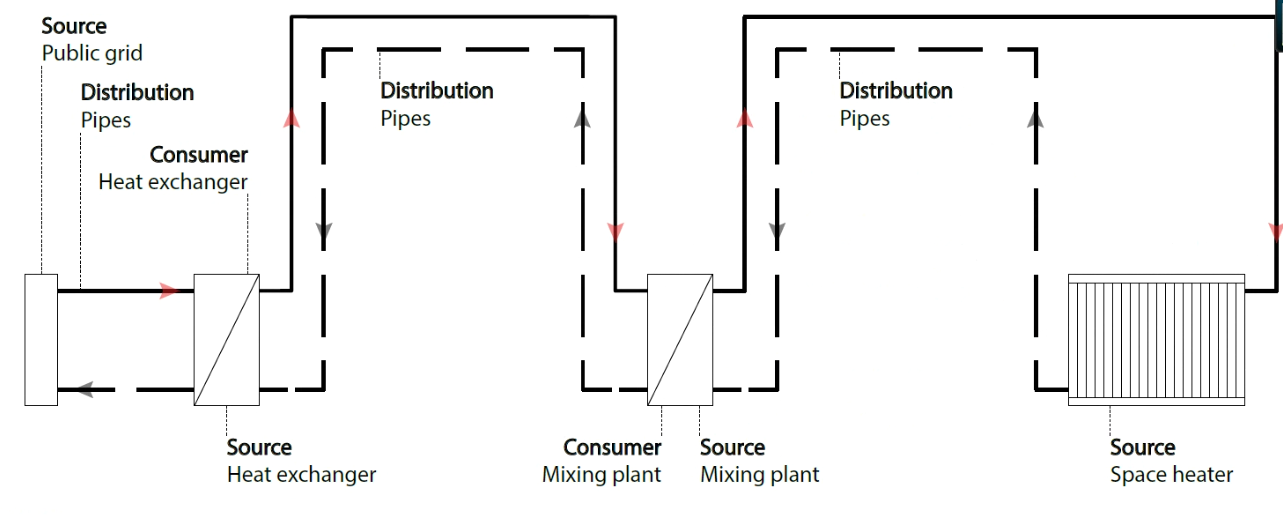 Source
Public grid
Distribution
Pipes
Consumer
Heat exchanger
Distribution
Pipes
Distribution
Pipes
Source
Heat exchanger
Consumer
Mixing plant
Source
Mixing plant
Source
Space heater